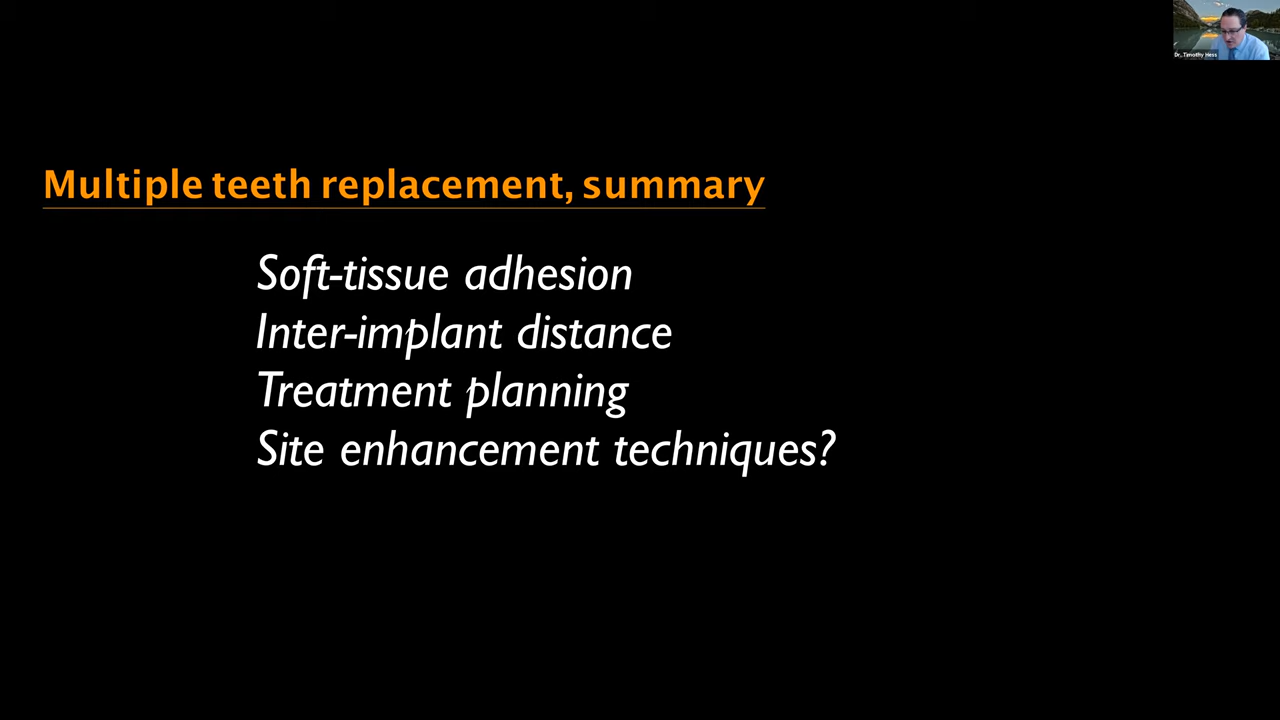 Dr. Timothy Hess
Multiple teeth replacement, summary
Soft-tissue adhesion
Inter-implant distance
Treatment planning
Site enhancement techniques?